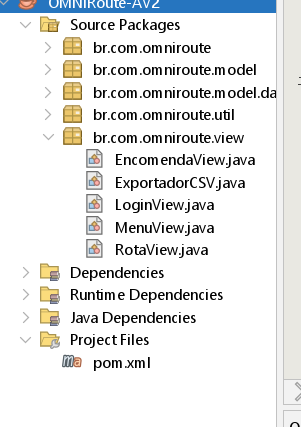 OMNIRoute-AV2
Source Packages
br.com.omniroute
br.com.omniroute.model
br.com.omniroute.model.da
br.com.omniroute.util
br.com.omniroute.view
EncomendaView.java
ExportadorCSV.java
LoginView.java
MenuView.java
RotaView.java
Dependencies
Runtime Dependencies
Java Dependencies
Project Files
pom.xml